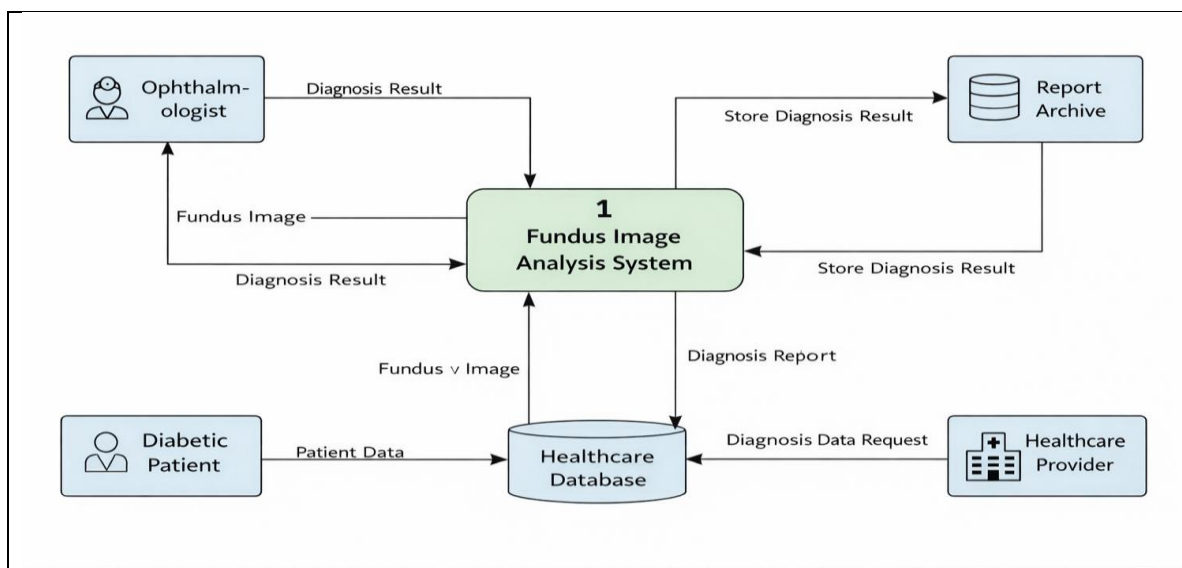 Ophthalm-
ologist
Diagnosis Result
Store Diagnosis Result
Report
Archive
Fundus Image
1
Fundus Image
Analysis System
Diagnosis Result
Store Diagnosis Result
Fundus v Image
Diagnosis Report
Diabetic
Patient
Patient Data
Healthcare
Database
Diagnosis Data Request
Healthcare
Provider